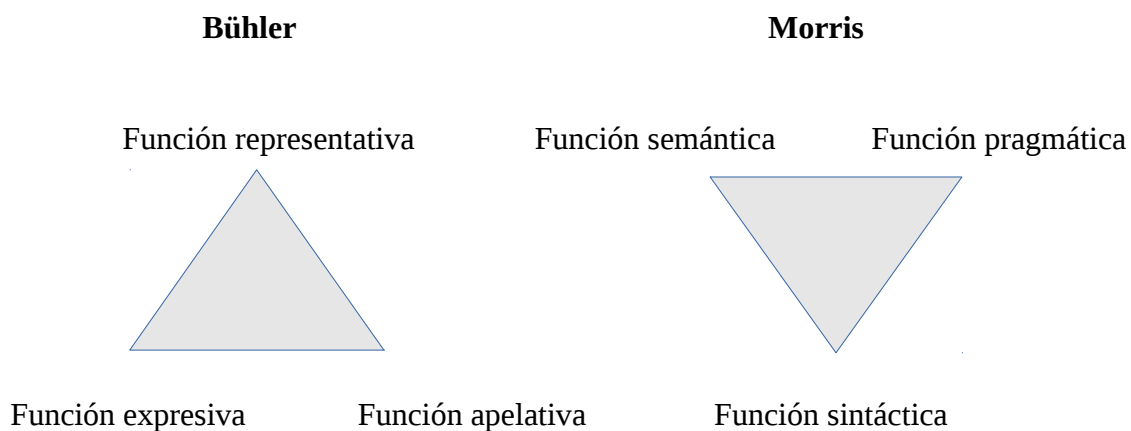 Bühler
Morris
Función representativa
Función semántica
Función pragmática
Función expresiva
Función apelativa
Función sintáctica